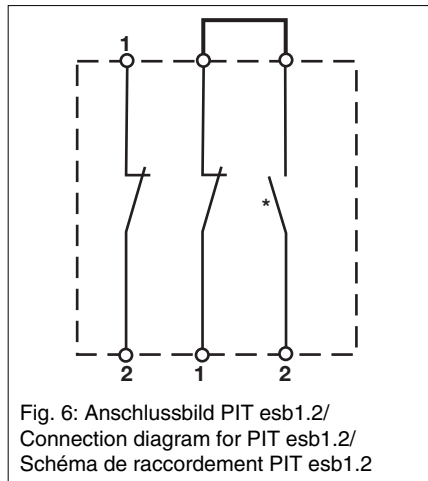 1
*
2 1 2
Fig. 6: Anschlussbild PIT esb1.2/
Connection diagram for PIT esb1.2/
Schéma de raccordement PIT esb1.2